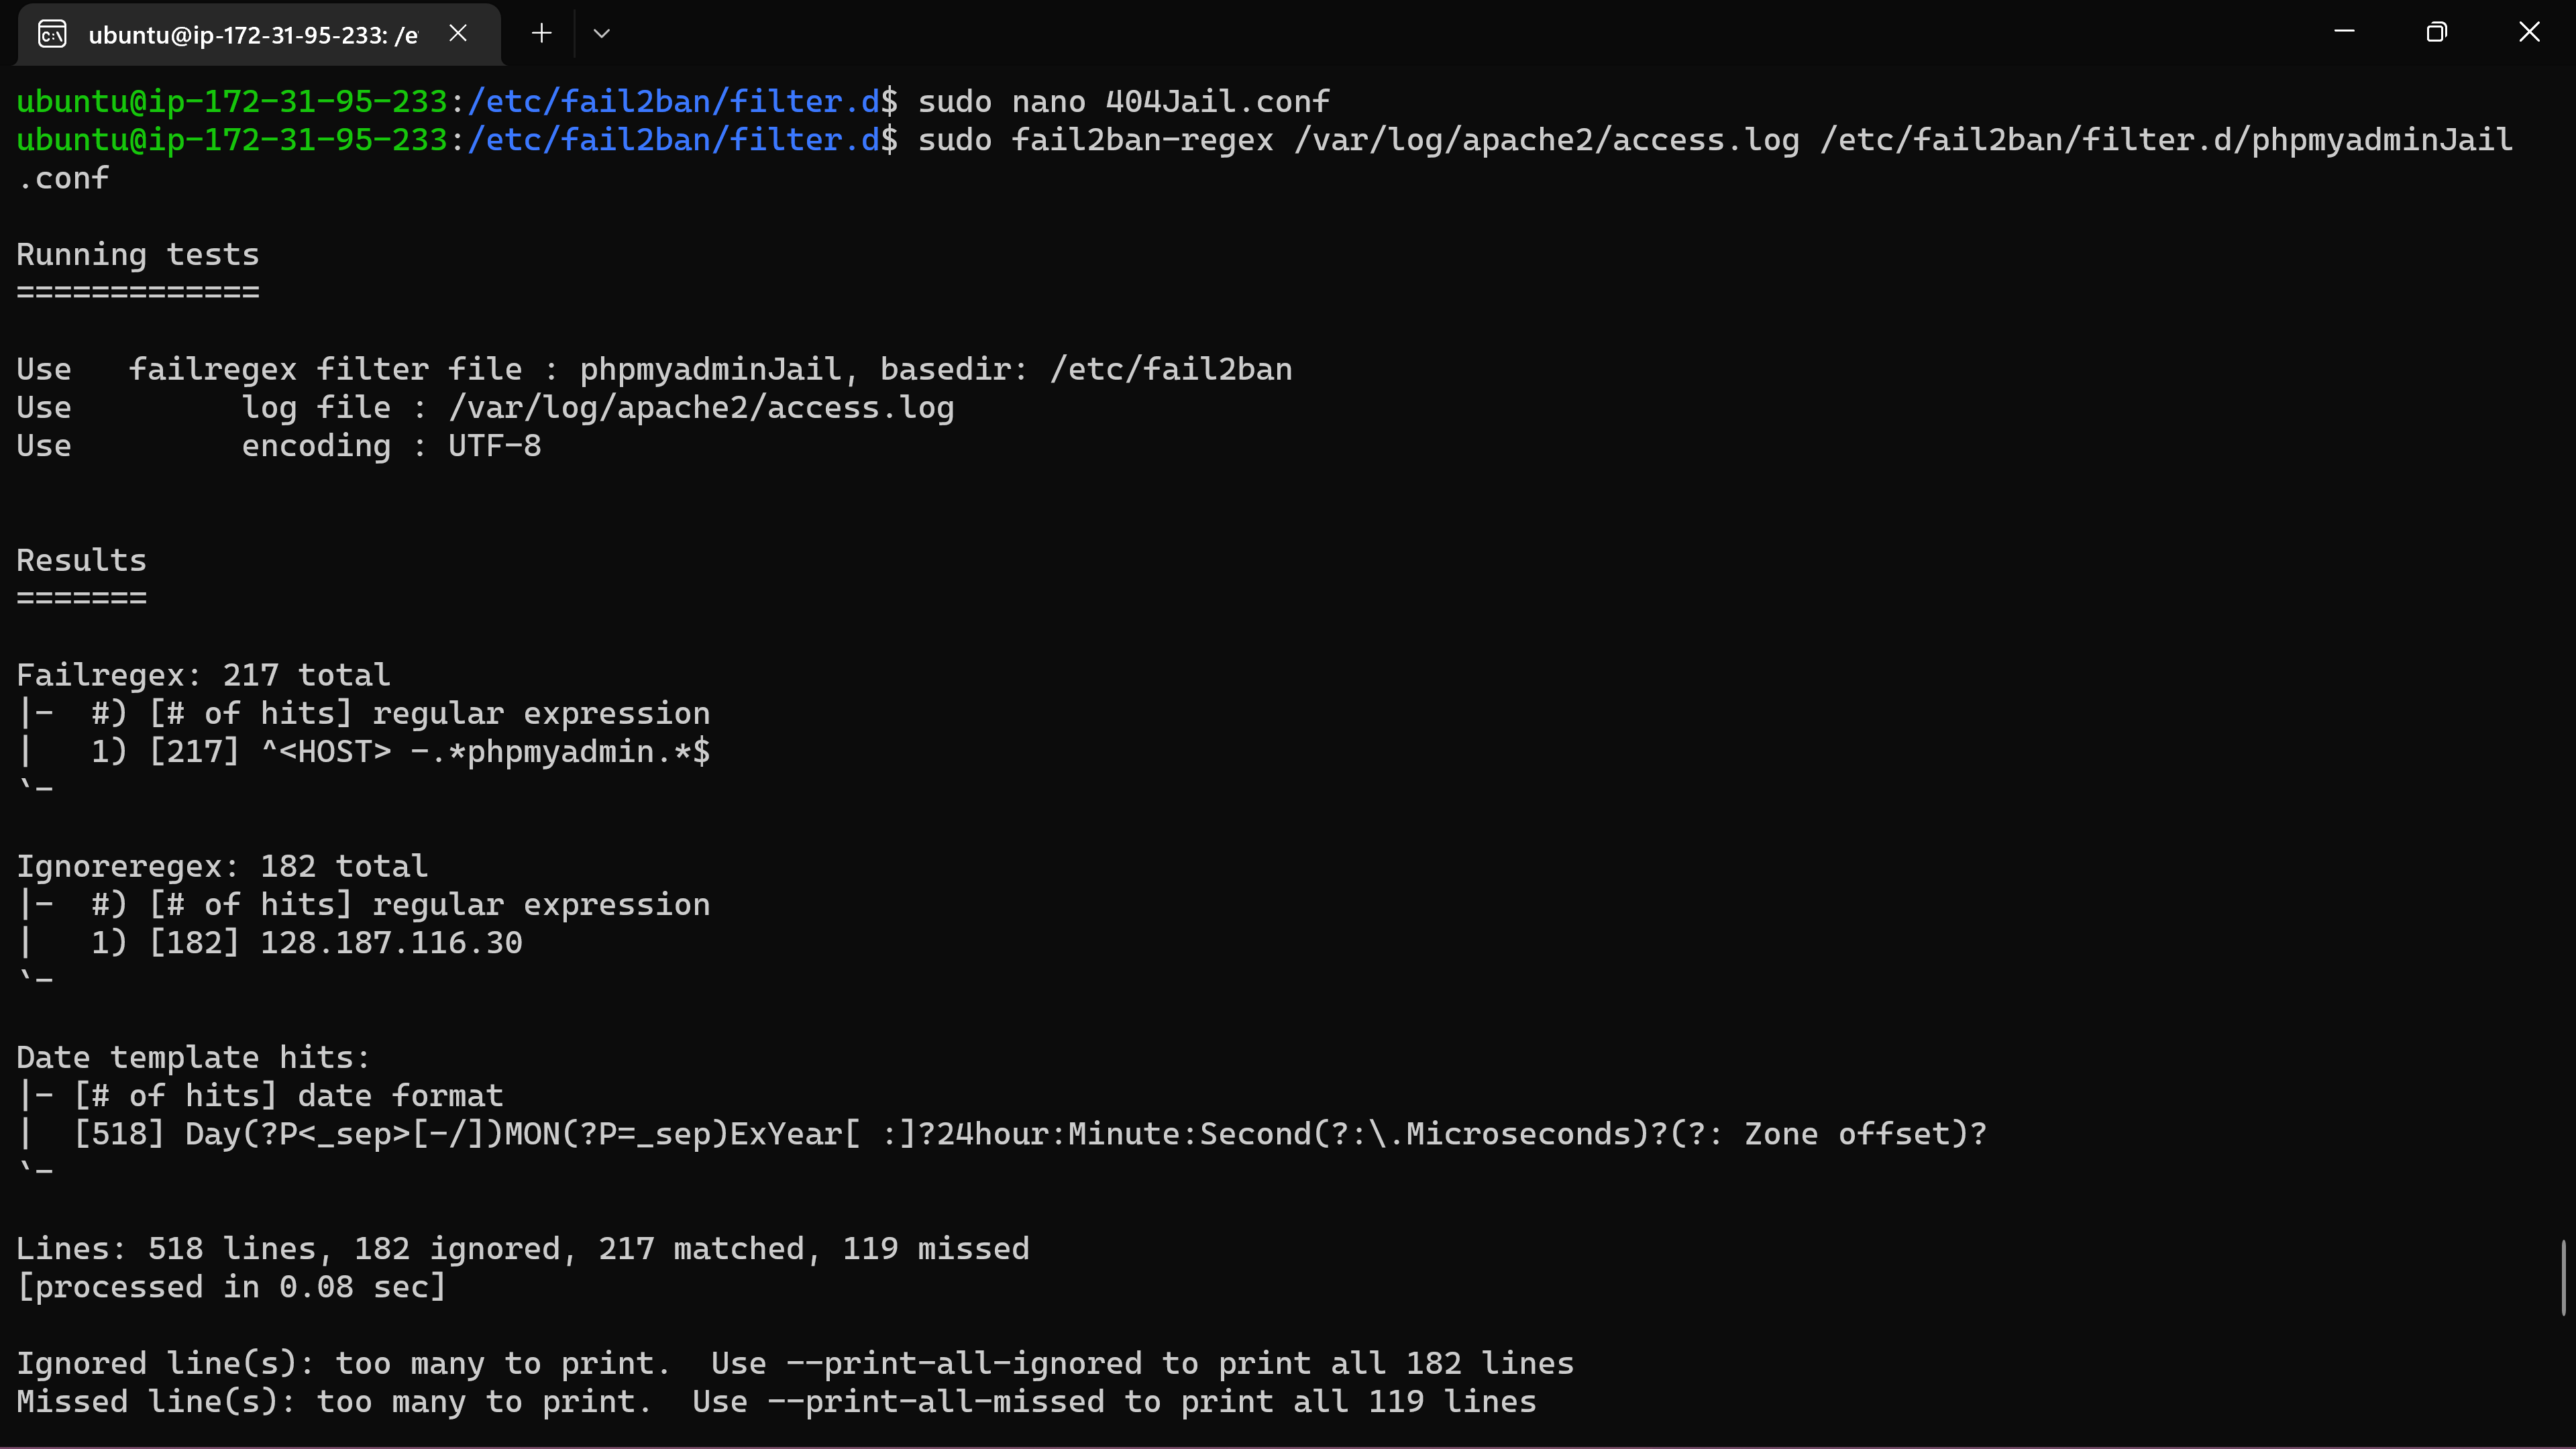 ubuntu@ip-172-31-95-233: /e
ubuntu@ip-172-31-95-233:/etc/fail2ban/filter.d$ sudo nano 404Jail.conf
ubuntu@ip-172-31-95-233:/etc/fail2ban/filter.d$ sudo fail2ban-regex /var/log/apache2/access.log /etc/fail2ban/filter.d/phpmyadminJail
.conf
Running tests
=============
Use   failregex filter file : phpmyadminJail, basedir: /etc/fail2ban
Use         log file : /var/log/apache2/access.log
Use         encoding : UTF-8
Results
=======
Failregex: 217 total
|-  #) [# of hits] regular expression
|   1) [217] ^<HOST> -.*phpmyadmin.*$
`-
Ignoreregex: 182 total
|-  #) [# of hits] regular expression
|   1) [182] 128.187.116.30
`-
Date template hits:
|- [# of hits] date format
|  [518] Day(?P<_sep>[-/])MON(?P=_sep)ExYear[ :]?24hour:Minute:Second(?:\.Microseconds)?(?: Zone offset)?
`-
Lines: 518 lines, 182 ignored, 217 matched, 119 missed
[processed in 0.08 sec]
Ignored line(s): too many to print.  Use --print-all-ignored to print all 182 lines
Missed line(s): too many to print.  Use --print-all-missed to print all 119 lines